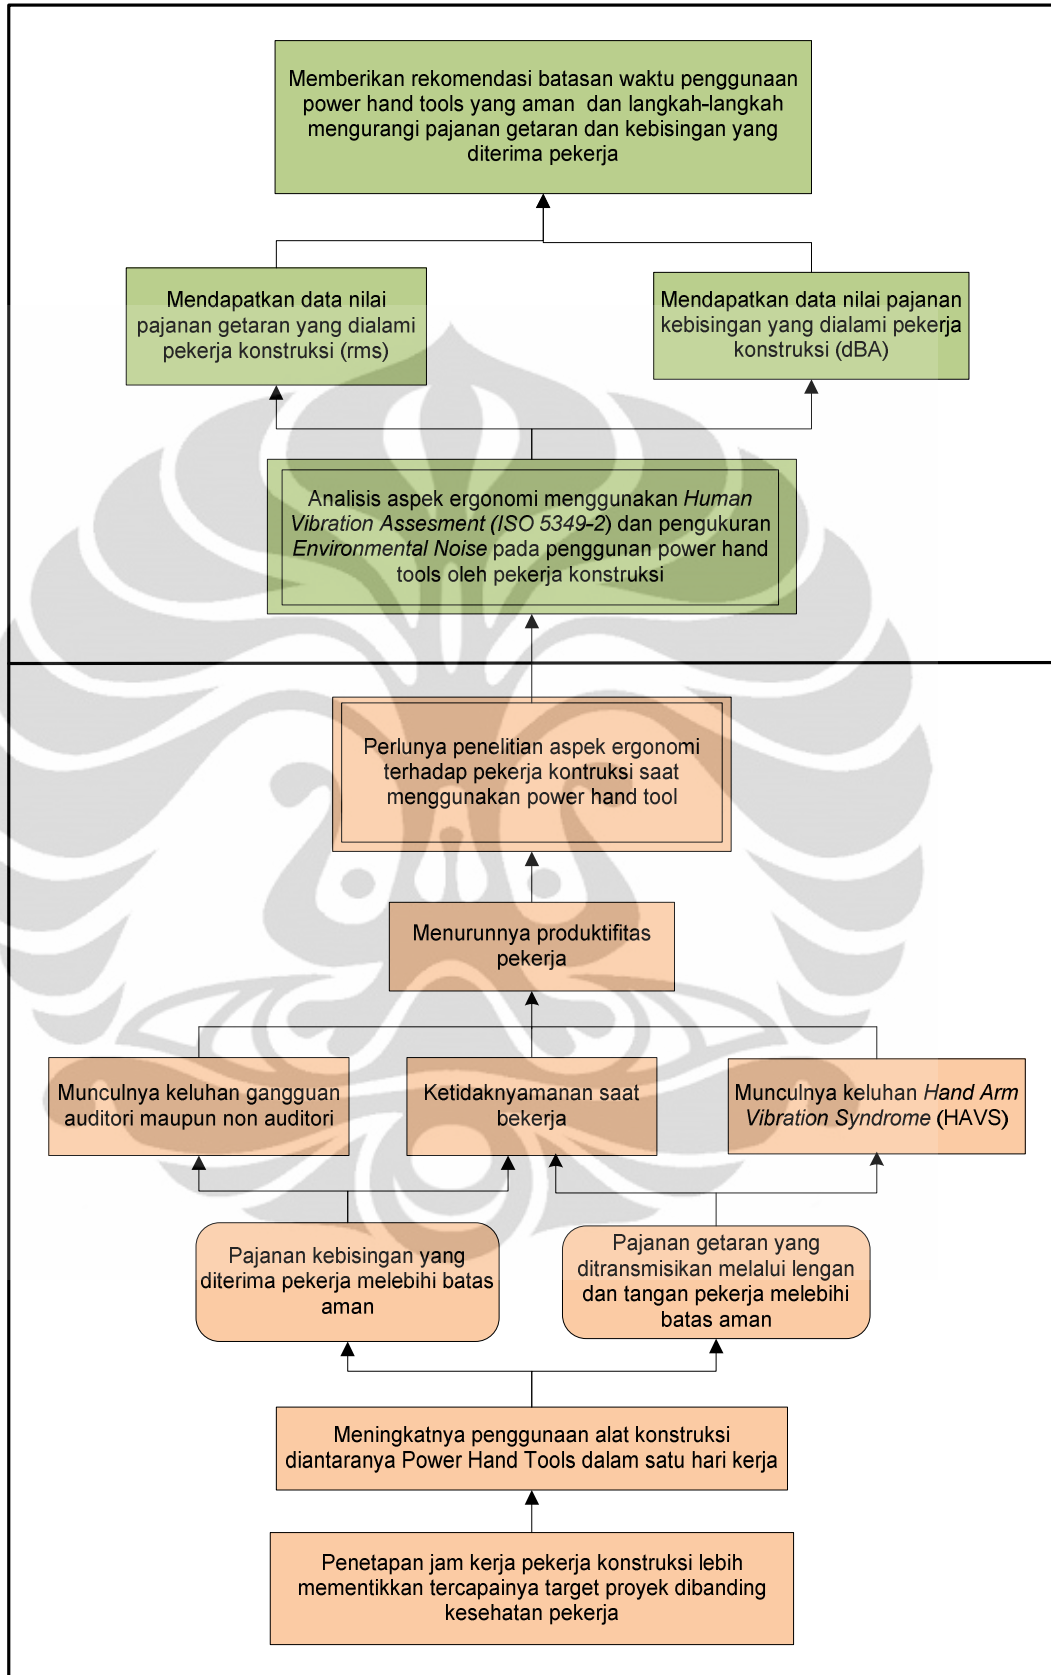 Memberikan rekomendasi batasan waktu penggunaan
power hand tools yang aman dan langkah-langkah
mengurangi pajanan getaran dan kebisingan yang
diterima pekerja
Mendapatkan data nilai
pajanan getaran yang dialami
pekerja konstruksi (rms)
Mendapatkan data nilai pajanan
kebisingan yang dialami pekerja
konstruksi (dBA)
Analisis aspek ergonomi menggunakan Human
Vibration Assesment (ISO 5349-2) dan pengukuran
Environmental Noise pada penggunan power hand
tools oleh pekerja konstruksi
Perlunya penelitian aspek ergonomi
terhadap pekerja kontruksi saat
menggunakan power hand tool
Menurunnya produktifitas
pekerja
Munculnya keluhan gangguan
auditori maupun non auditori
Ketidaknyamanan saat
bekerja
Munculnya keluhan Hand Arm
Vibration Syndrome (HAVS)
Pajanan kebisingan yang
diterima pekerja melebihi batas
aman
Pajanan getaran yang
ditransmisikan melalui lengan
dan tangan pekerja melebihi
batas aman
Meningkatnya penggunaan alat konstruksi
diantaranya Power Hand Tools dalam satu hari kerja
Penetapan jam kerja pekerja konstruksi lebih
mementikkan tercapainya target proyek dibanding
kesehatan pekerja